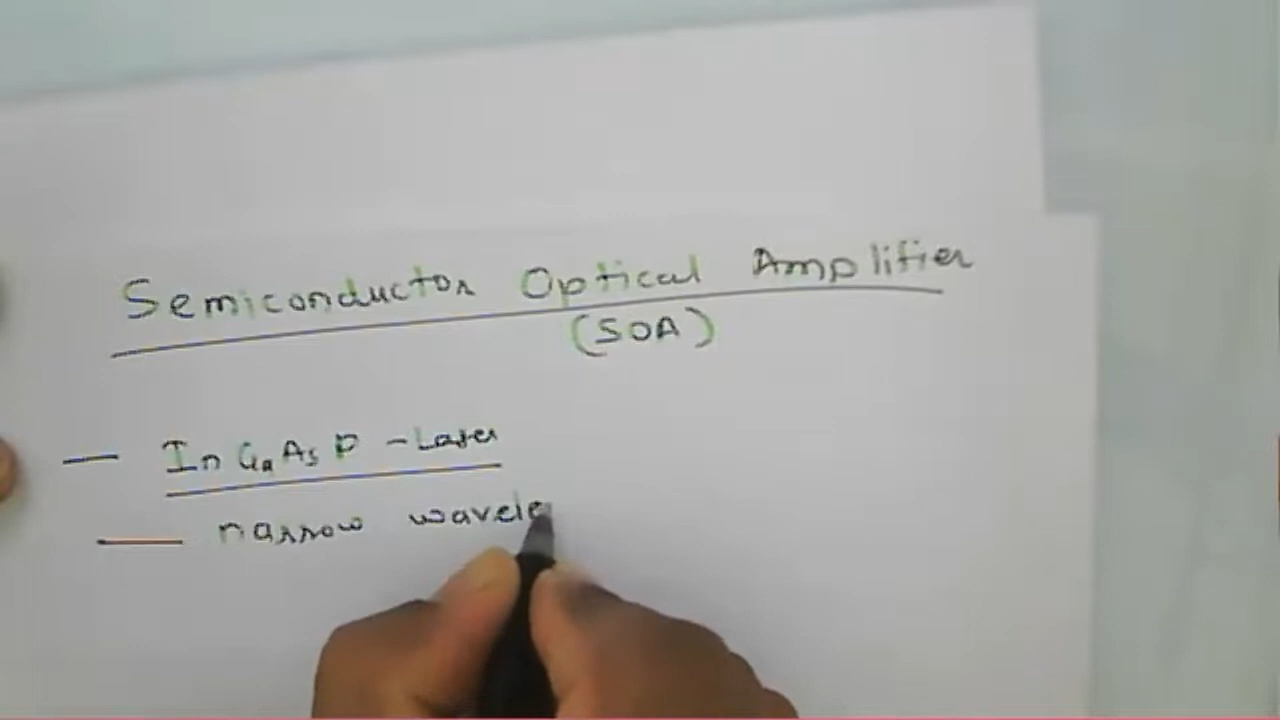 Semiconductor Optical Amplifier
(SOA)
— InGaAsP - Laser
— narrow wavele